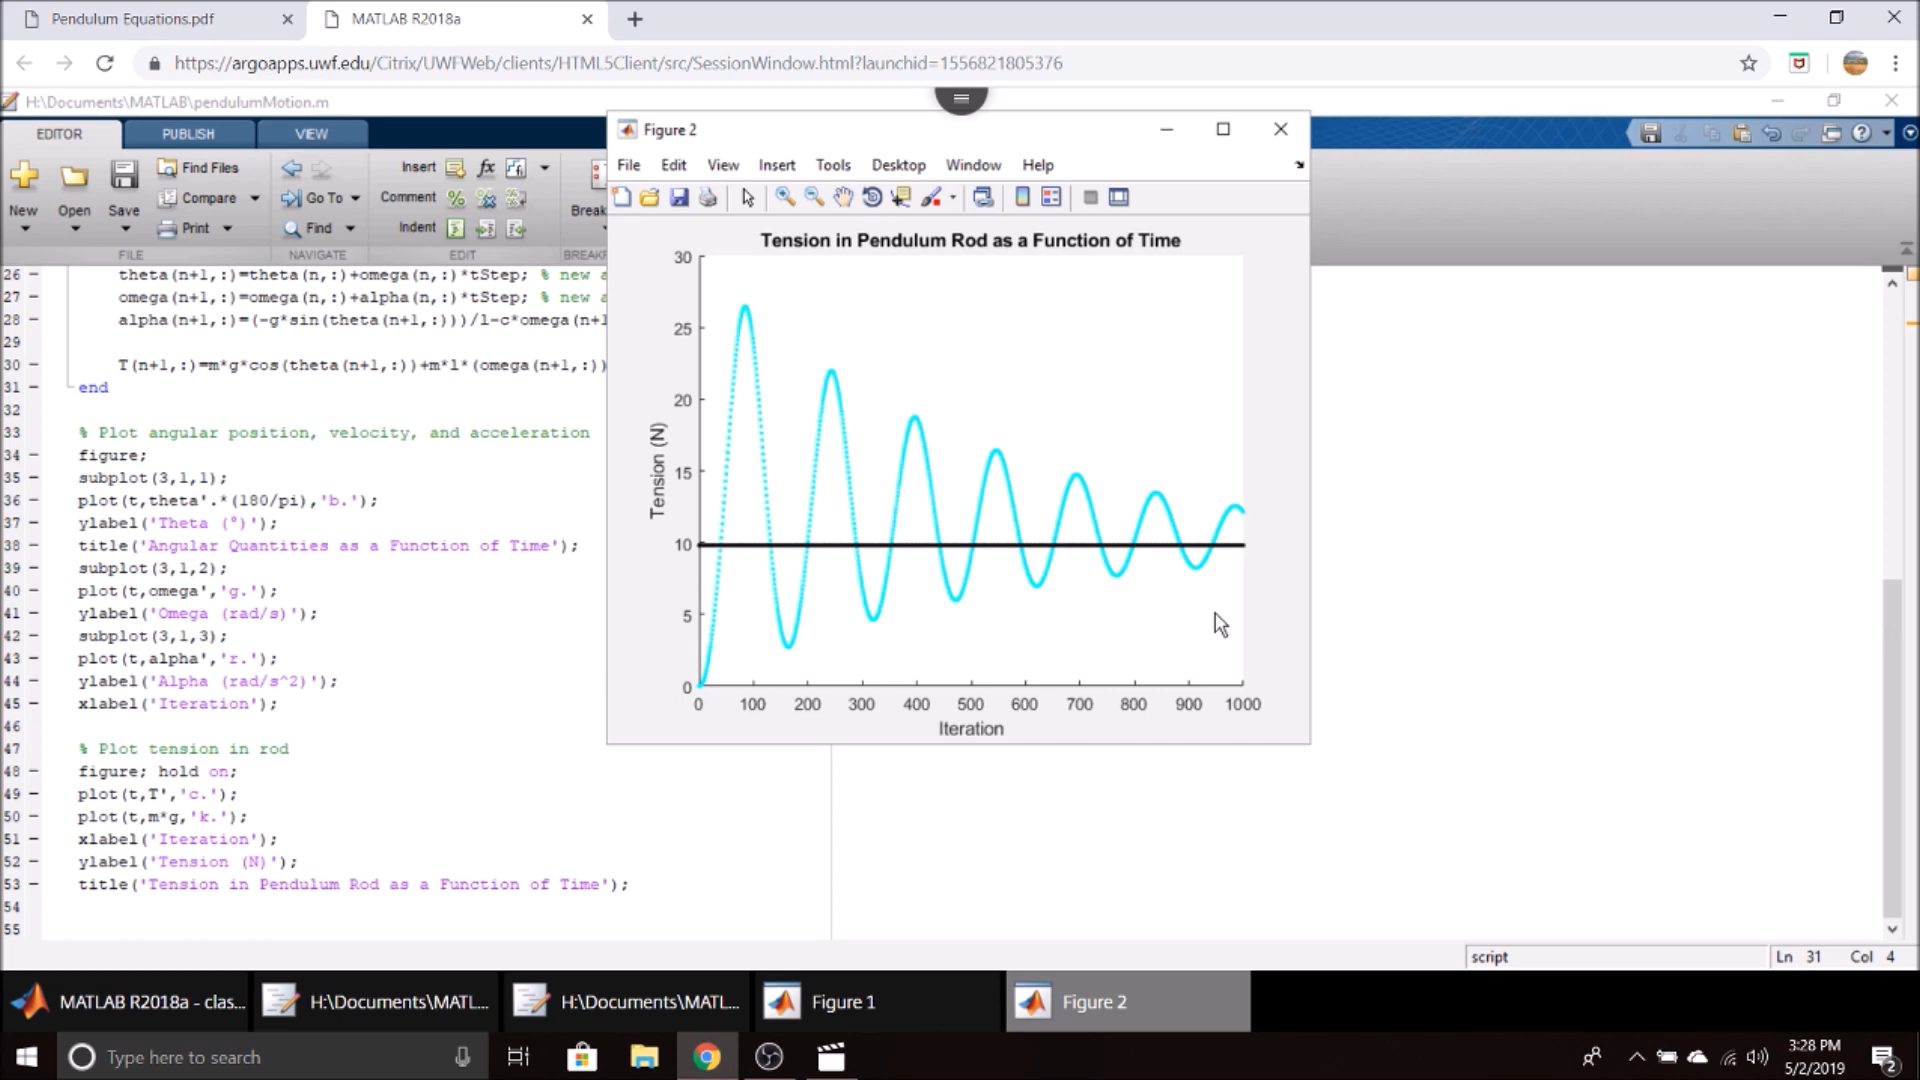 Pendulum Equations.pdf
MATLAB R2018a
https://argoapps.uwf.edu/Citrix/UWFWeb/clients/HTML5Client/src/SessionWindow.html?launchid=1556821805376
H:\Documents\MATLAB\pendulumMotion.m
EDITOR
PUBLISH
VIEW
New
Open
Save
Find Files
Compare
Print
FILE
Go To
Find
NAVIGATE
Insert
fx
Comment
Indent
EDIT
Break
BREAKP
26 theta(n+1,:)=theta(n,:)+omega(n,:)*tStep; % new a
27 omega(n+1,:)=omega(n,:)+alpha(n,:)*tStep; % new a
28 alpha(n+1,:)=(-g*sin(theta(n+1,:)))/l-c*omega(n+1
29
30 T(n+1,:)=m*g*cos(theta(n+1,:))+m*l*(omega(n+1,:))
31 end
32
33 % Plot angular position, velocity, and acceleration
34 figure;
35 subplot(3,1,1);
36 plot(t,theta'.*(180/pi),'b.');
37 ylabel('Theta (°)');
38 title('Angular Quantities as a Function of Time');
39 subplot(3,1,2);
40 plot(t,omega','g.');
41 ylabel('Omega (rad/s)');
42 subplot(3,1,3);
43 plot(t,alpha','r.');
44 ylabel('Alpha (rad/s^2)');
45 xlabel('Iteration');
46
47 % Plot tension in rod
48 figure; hold on;
49 plot(t,T','c.');
50 plot(t,m*g,'k.');
51 xlabel('Iteration');
52 ylabel('Tension (N)');
53 title('Tension in Pendulum Rod as a Function of Time');
54
55
Figure 2
File Edit View Insert Tools Desktop Window Help
Tension in Pendulum Rod as a Function of Time
30
25
20
15
10
5
0
Tension (N)
0 100 200 300 400 500 600 700 800 900 1000
Iteration
script
Ln 31 Col 4
MATLAB R2018a - clas...
H:\Documents\MATL...
H:\Documents\MATL...
Figure 1
Figure 2
Type here to search
3:28 PM
5/2/2019
2